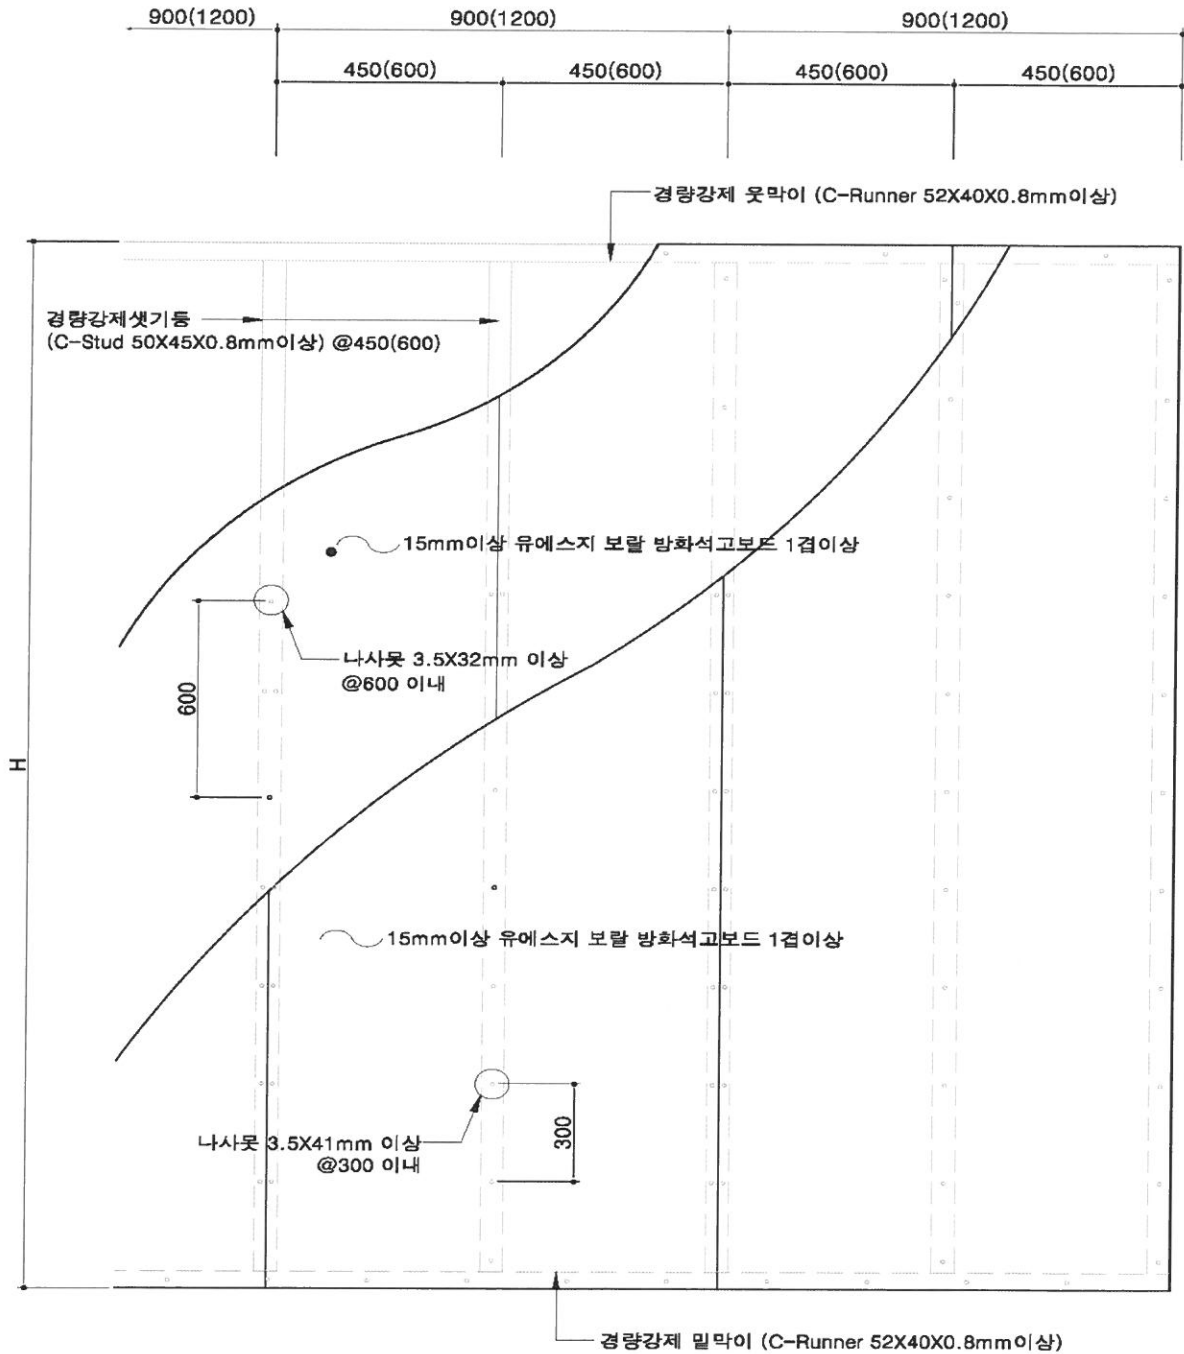 900(1200)
900(1200)
900(1200)
450(600)
450(600)
450(600)
450(600)
경량강제 웃막이 (C-Runner 52X40X0.8mm이상)
경량강제샛기둥
(C-Stud 50X45X0.8mm이상) @450(600)
15mm이상 유에스지 보랄 방화석고보드 1겹이상
나사못 3.5X32mm 이상
@600 이내
600
H
15mm이상 유에스지 보랄 방화석고보드 1겹이상
나사못 3.5X41mm 이상
@300 이내
300
경량강제 밑막이 (C-Runner 52X40X0.8mm이상)